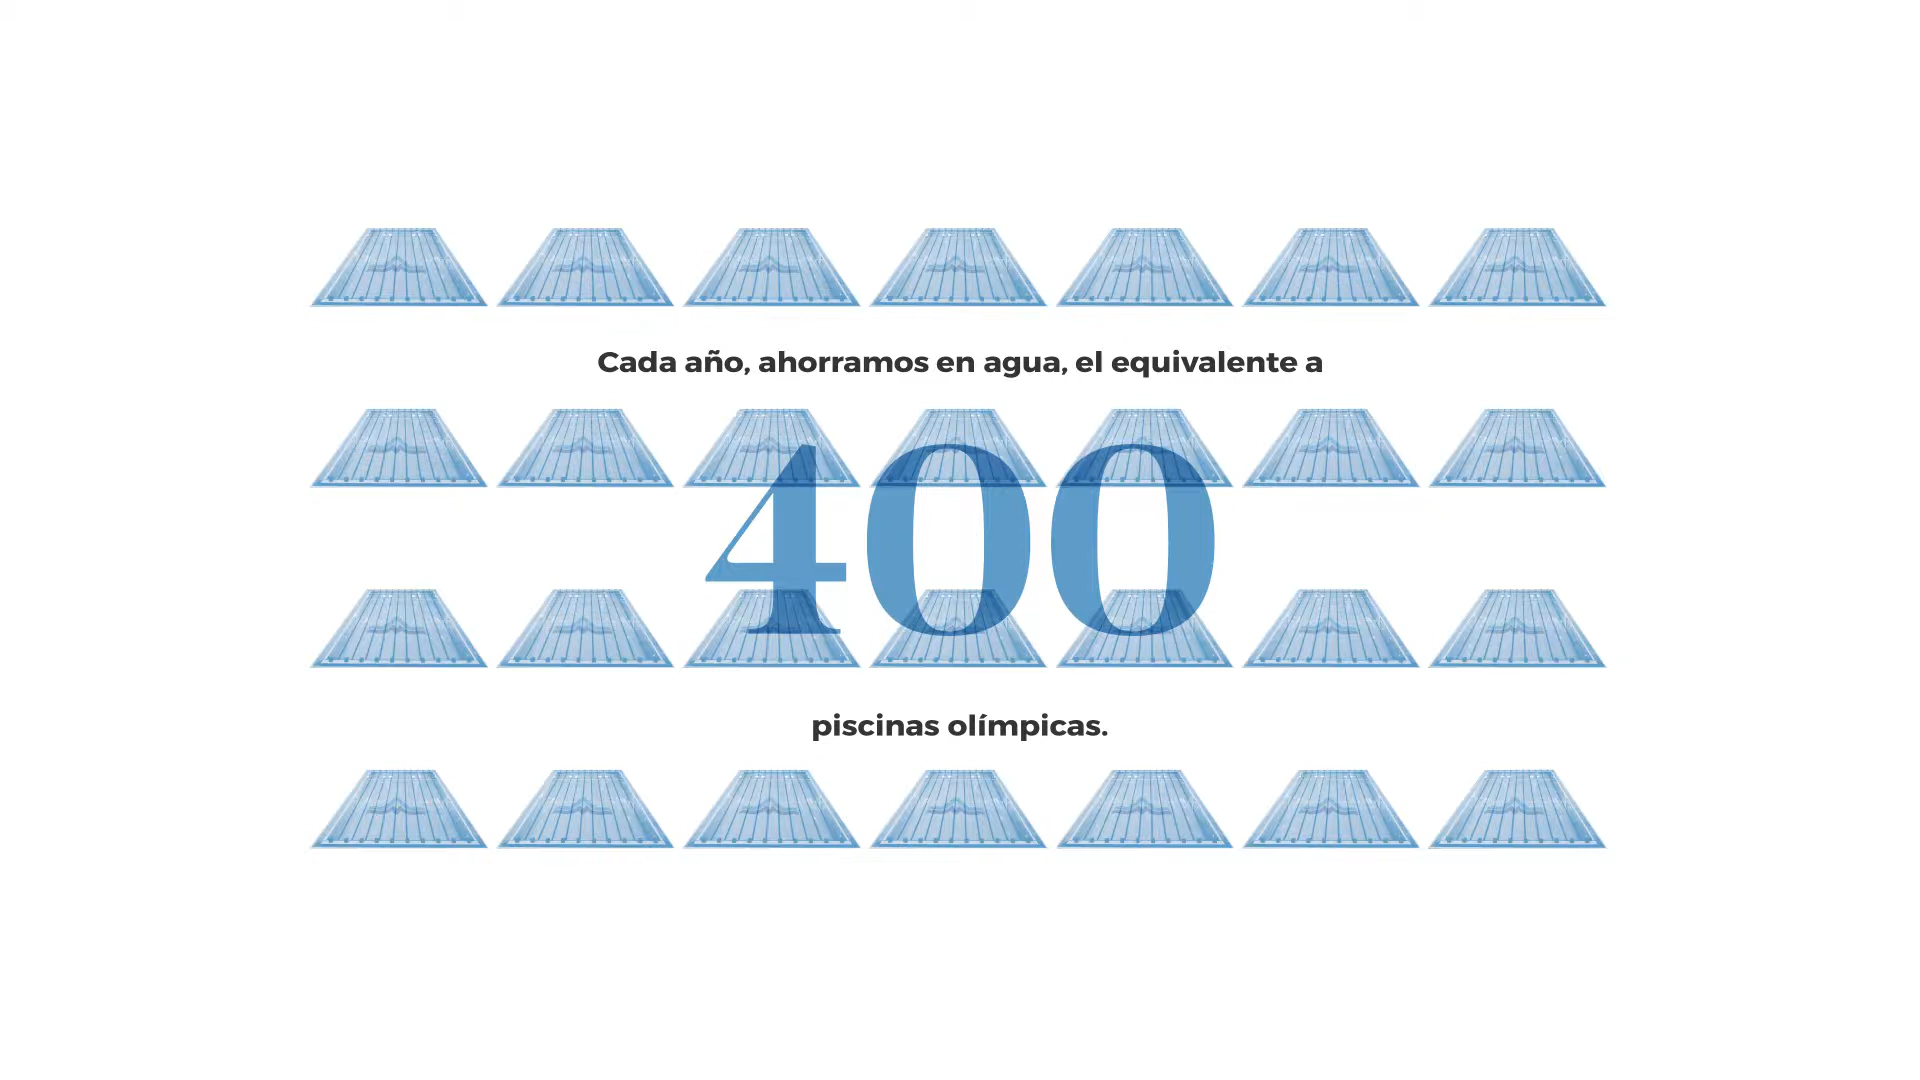 Cada año, ahorramos en agua, el equivalente a
400
piscinas olímpicas.